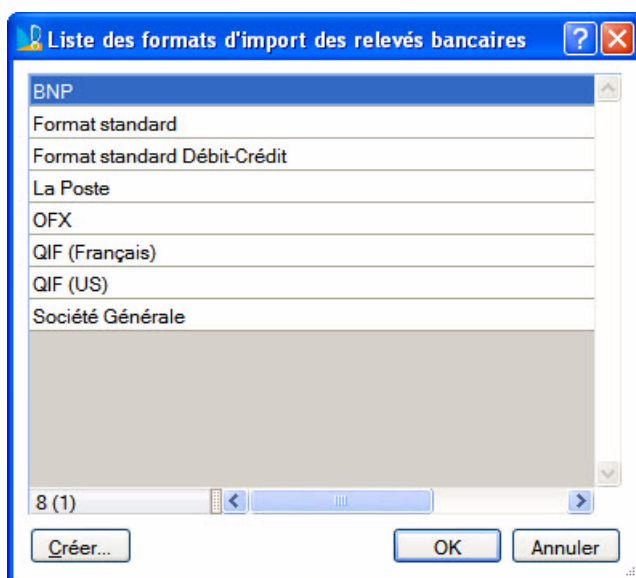 Liste des formats d'import des relevés bancaires
BNP
Format standard
Format standard Débit-Crédit
La Poste
OFX
QIF (Français)
QIF (US)
Société Générale
8 (1)
Créer... OK Annuler